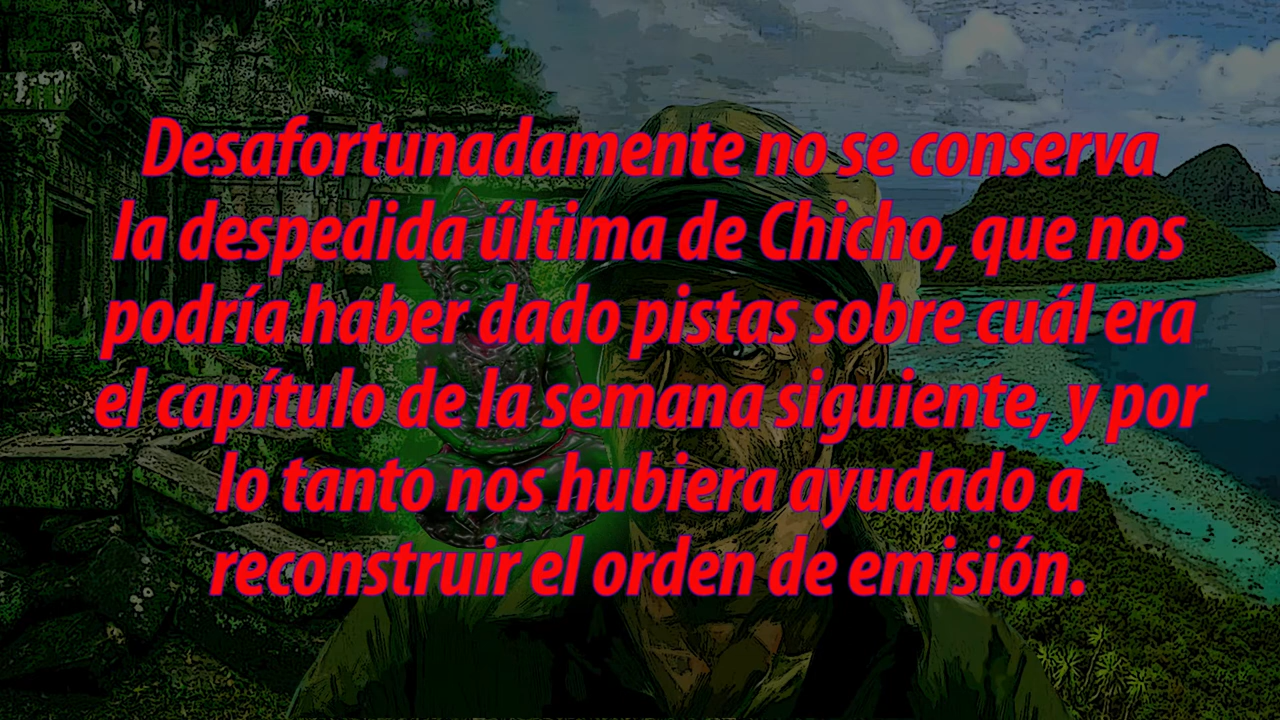 Desafortunadamente no se conserva
la despedida última de Chicho, que nos
podría haber dado pistas sobre cuál era
el capítulo de la semana siguiente, y por
lo tanto nos hubiera ayudado a
reconstruir el orden de emisión.